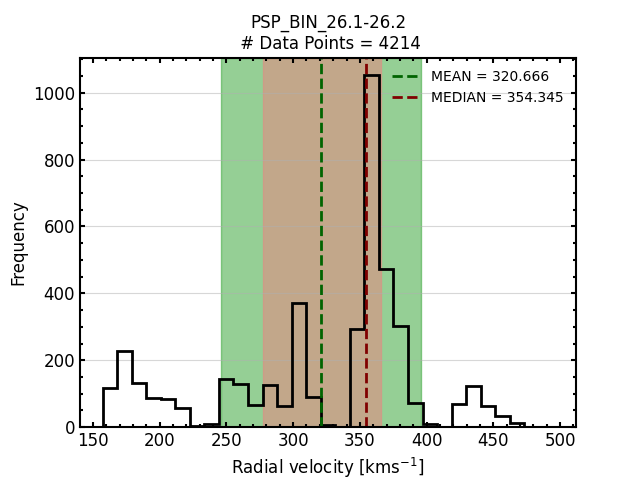 PSP_BIN_26.1-26.2
# Data Points = 4214
MEAN = 320.666
MEDIAN = 354.345
1000
800
600
400
200
0
Frequency
150 200 250 300 350 400 450 500
Radial velocity [kms⁻¹]